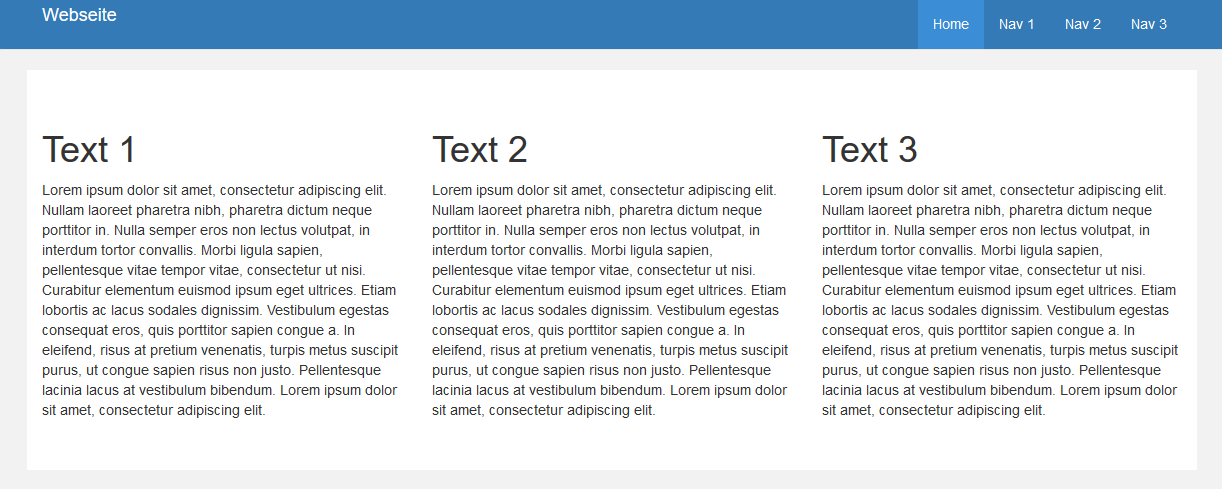 Webseite
Home Nav 1 Nav 2 Nav 3
Text 1
Lorem ipsum dolor sit amet, consectetur adipiscing elit.
Nullam laoreet pharetra nibh, pharetra dictum neque
porttitor in. Nulla semper eros non lectus volutpat, in
interdum tortor convallis. Morbi ligula sapien,
pellentesque vitae tempor vitae, consectetur ut nisi.
Curabitur elementum euismod ipsum eget ultrices. Etiam
lobortis ac lacus sodales dignissim. Vestibulum egestas
consequat eros, quis porttitor sapien congue a. In
eleifend, risus at pretium venenatis, turpis metus suscipit
purus, ut congue sapien risus non justo. Pellentesque
lacinia lacus at vestibulum bibendum. Lorem ipsum dolor
sit amet, consectetur adipiscing elit.
Text 2
Lorem ipsum dolor sit amet, consectetur adipiscing elit.
Nullam laoreet pharetra nibh, pharetra dictum neque
porttitor in. Nulla semper eros non lectus volutpat, in
interdum tortor convallis. Morbi ligula sapien,
pellentesque vitae tempor vitae, consectetur ut nisi.
Curabitur elementum euismod ipsum eget ultrices. Etiam
lobortis ac lacus sodales dignissim. Vestibulum egestas
consequat eros, quis porttitor sapien congue a. In
eleifend, risus at pretium venenatis, turpis metus suscipit
purus, ut congue sapien risus non justo. Pellentesque
lacinia lacus at vestibulum bibendum. Lorem ipsum dolor
sit amet, consectetur adipiscing elit.
Text 3
Lorem ipsum dolor sit amet, consectetur adipiscing elit.
Nullam laoreet pharetra nibh, pharetra dictum neque
porttitor in. Nulla semper eros non lectus volutpat, in
interdum tortor convallis. Morbi ligula sapien,
pellentesque vitae tempor vitae, consectetur ut nisi.
Curabitur elementum euismod ipsum eget ultrices. Etiam
lobortis ac lacus sodales dignissim. Vestibulum egestas
consequat eros, quis porttitor sapien congue a. In
eleifend, risus at pretium venenatis, turpis metus suscipit
purus, ut congue sapien risus non justo. Pellentesque
lacinia lacus at vestibulum bibendum. Lorem ipsum dolor
sit amet, consectetur adipiscing elit.